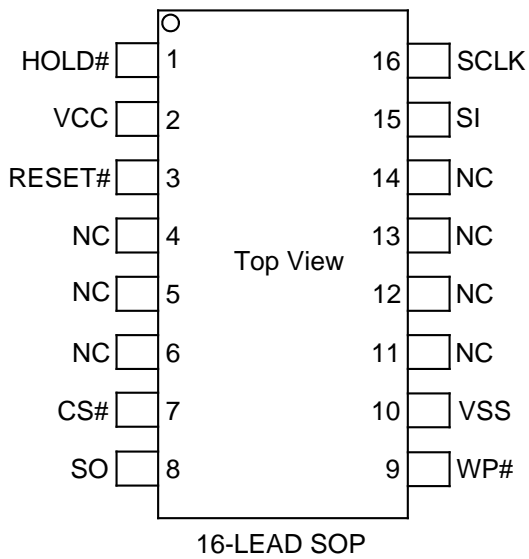 HOLD# 1 16 SCLK
VCC 2 15 SI
RESET# 3 14 NC
NC 4 13 NC
Top View
NC 5 12 NC
NC 6 11 NC
CS# 7 10 VSS
SO 8 9 WP#
16-LEAD SOP